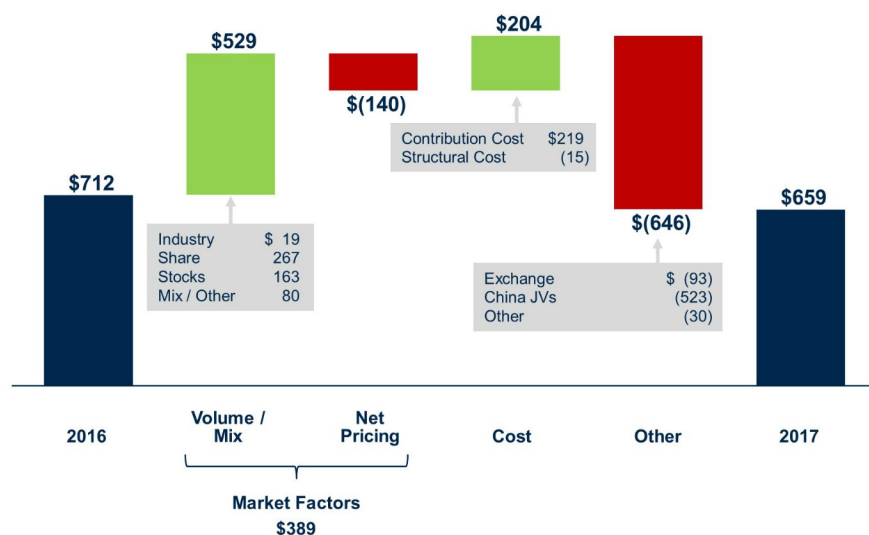 $529
$204
$(140)
Contribution Cost $219
Structural Cost (15)
$712
$(646)
$659
Industry $ 19
Share 267
Stocks 163
Mix / Other 80
Exchange $ (93)
China JVs (523)
Other (30)
2016
Volume / Mix
Net Pricing
Cost
Other
2017
Market Factors
$389